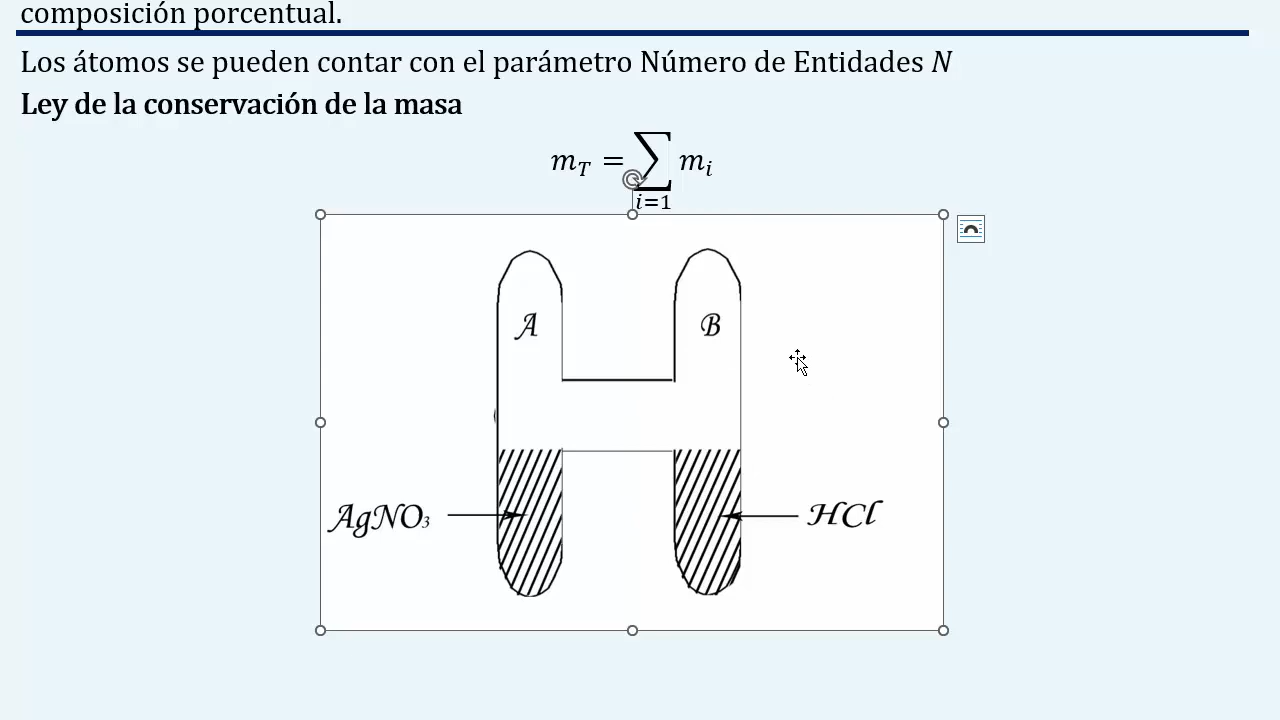 composición porcentual.
Los átomos se pueden contar con el parámetro Número de Entidades N
Ley de la conservación de la masa
m_T = ∑ m_i
i=1
A B
AgNO₃ HCl